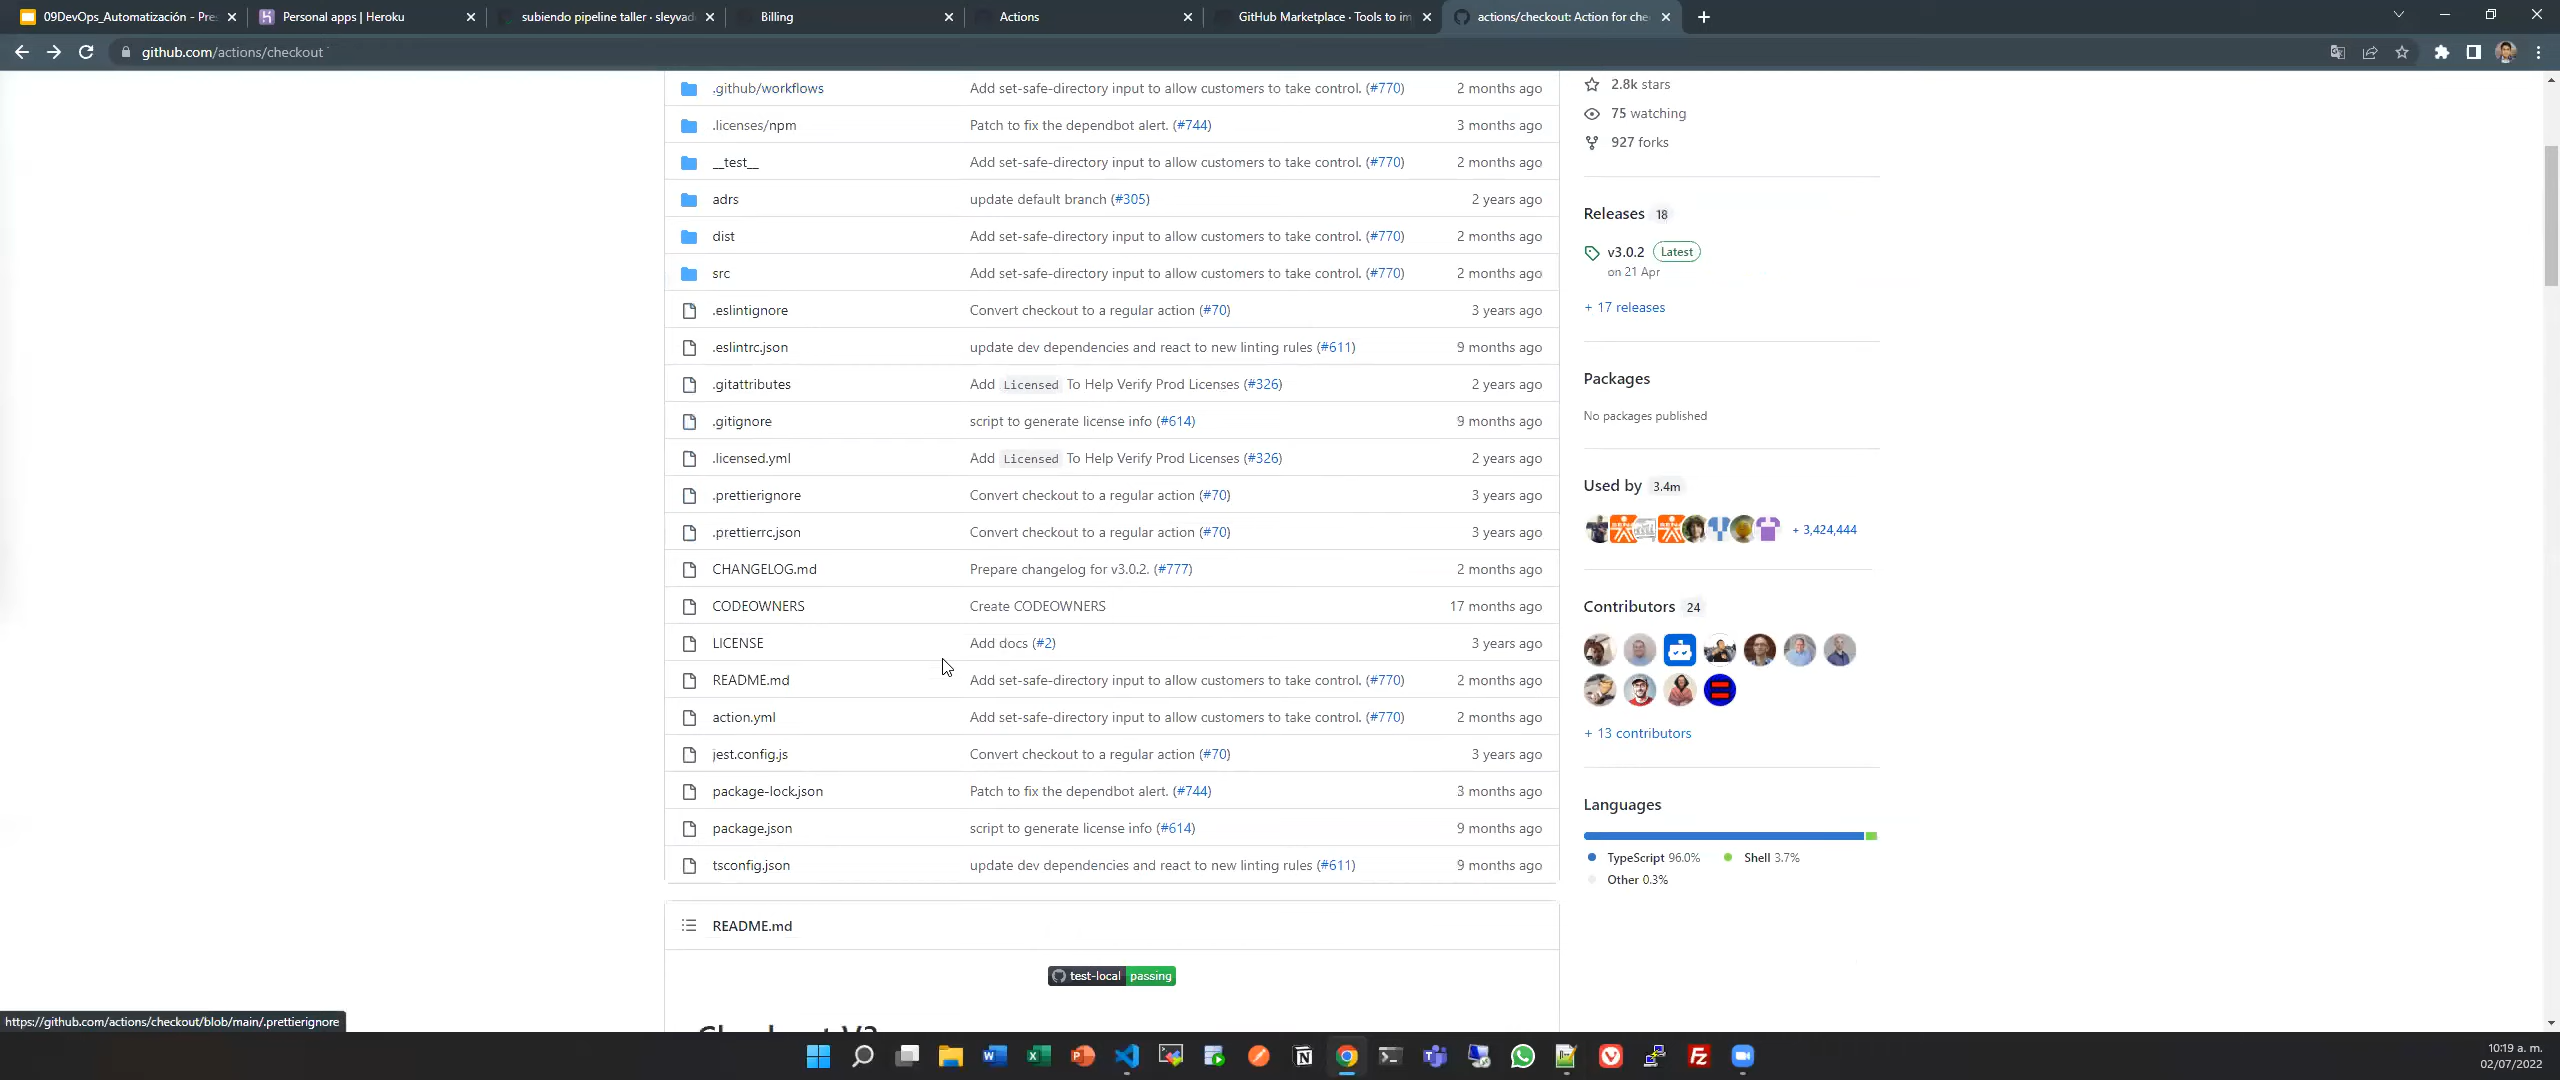 09DevOps_Automatización - Pre
Personal apps | Heroku
subiendo pipeline taller · sleyvad
Billing
Actions
GitHub Marketplace · Tools to im
actions/checkout: Action for che
github.com/actions/checkout
.github/workflows Add set-safe-directory input to allow customers to take control. (#770) 2 months ago
.licenses/npm Patch to fix the dependbot alert. (#744) 3 months ago
__test__ Add set-safe-directory input to allow customers to take control. (#770) 2 months ago
adrs update default branch (#305) 2 years ago
dist Add set-safe-directory input to allow customers to take control. (#770) 2 months ago
src Add set-safe-directory input to allow customers to take control. (#770) 2 months ago
.eslintignore Convert checkout to a regular action (#70) 3 years ago
.eslintrc.json update dev dependencies and react to new linting rules (#611) 9 months ago
.gitattributes Add Licensed To Help Verify Prod Licenses (#326) 2 years ago
.gitignore script to generate license info (#614) 9 months ago
.licensed.yml Add Licensed To Help Verify Prod Licenses (#326) 2 years ago
.prettierignore Convert checkout to a regular action (#70) 3 years ago
.prettierrc.json Convert checkout to a regular action (#70) 3 years ago
CHANGELOG.md Prepare changelog for v3.0.2. (#777) 2 months ago
CODEOWNERS Create CODEOWNERS 17 months ago
LICENSE Add docs (#2) 3 years ago
README.md Add set-safe-directory input to allow customers to take control. (#770) 2 months ago
action.yml Add set-safe-directory input to allow customers to take control. (#770) 2 months ago
jest.config.js Convert checkout to a regular action (#70) 3 years ago
package-lock.json Patch to fix the dependbot alert. (#744) 3 months ago
package.json script to generate license info (#614) 9 months ago
tsconfig.json update dev dependencies and react to new linting rules (#611) 9 months ago
README.md
test-local passing
2.8k stars
75 watching
927 forks
Releases 18
v3.0.2 Latest
on 21 Apr
+ 17 releases
Packages
No packages published
Used by 3.4m
+ 3,424,444
Contributors 24
+ 13 contributors
Languages
TypeScript 96.0% Shell 3.7%
Other 0.3%
https://github.com/actions/checkout/blob/main/.prettierignore
10:19 a. m.
02/07/2022